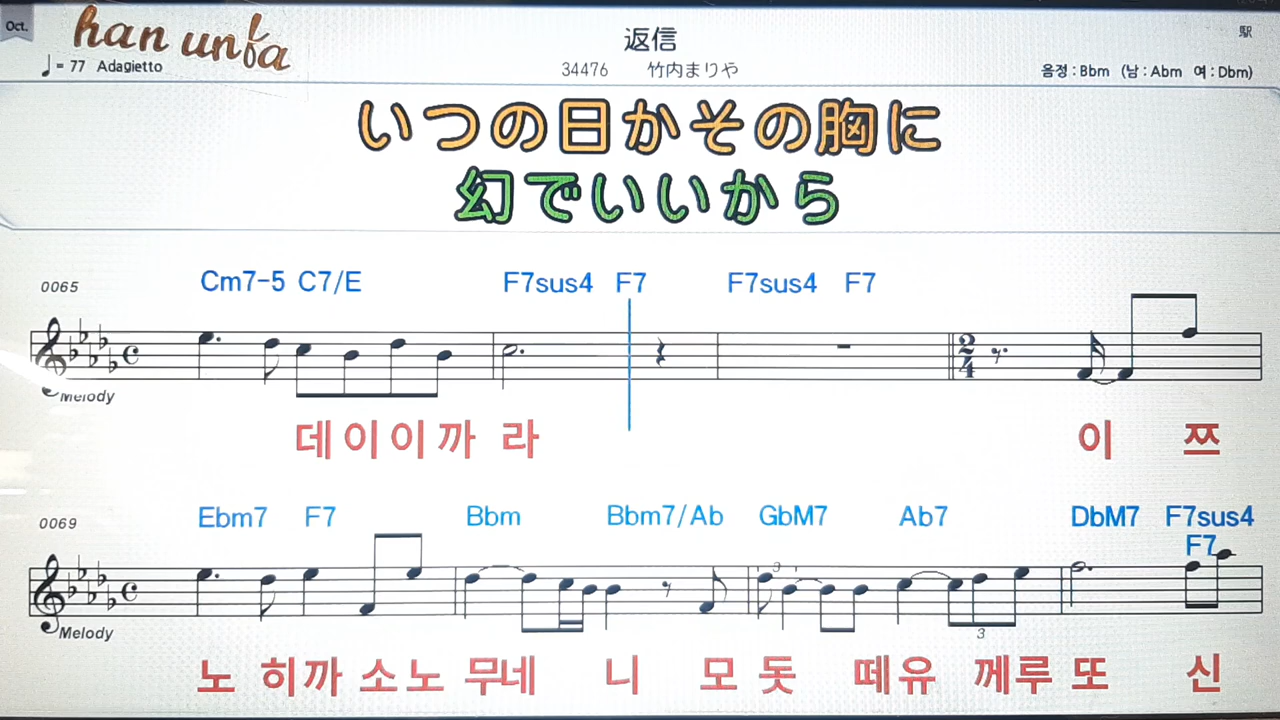 Oct.
han unfa
返信
駅
♩= 77 Adagietto
34476 竹内まりや
음정 : Bbm (남 : Abm 여 : Dbm)
いつの日かその胸に
幻でいいから
0065
Cm7-5 C7/E F7sus4 F7 F7sus4 F7
2
4
Melody
데 이 이 까 라 이 쯔
0069
Ebm7 F7 Bbm Bbm7/Ab GbM7 Ab7 DbM7 F7sus4
F7
3
Melody
3
노 히 까 소 노 무 네 니 모 돗 떼 유 께 루 또 신